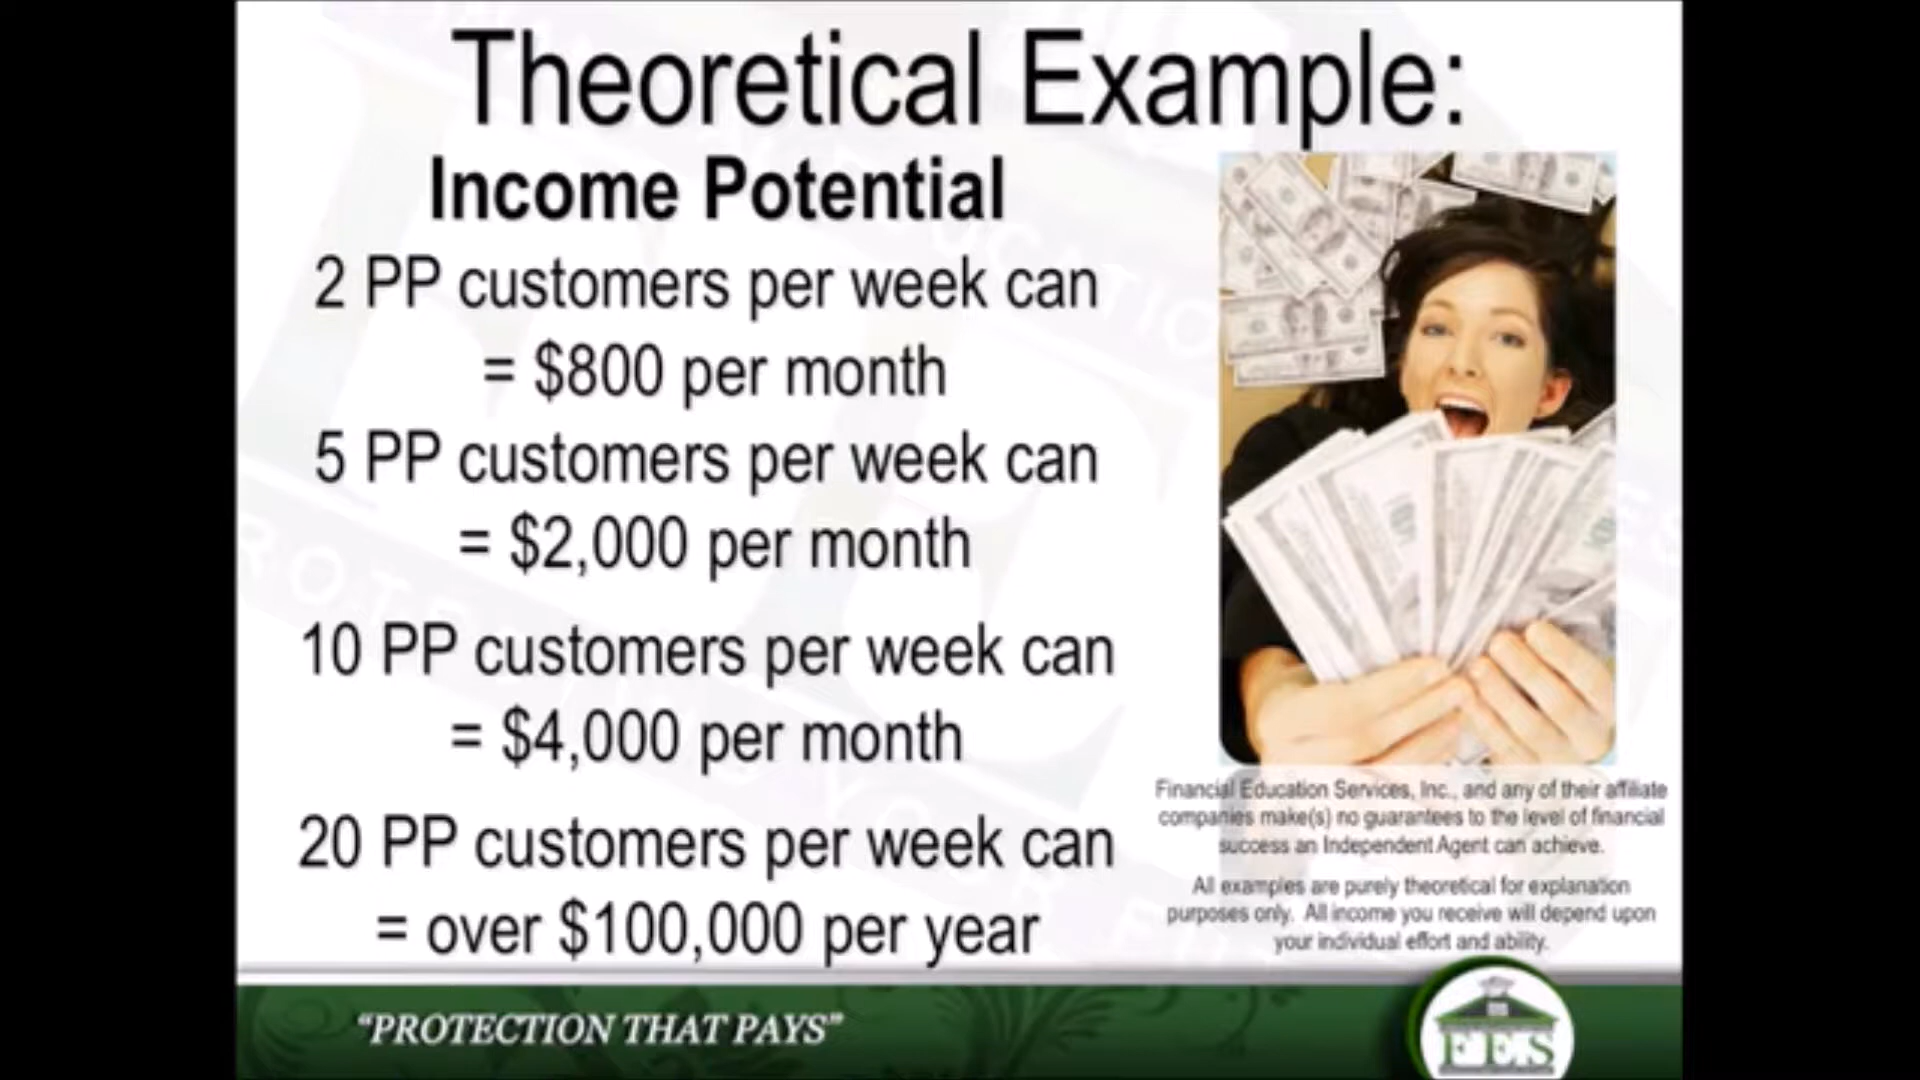 Theoretical Example:
Income Potential
2 PP customers per week can
= $800 per month
5 PP customers per week can
= $2,000 per month
10 PP customers per week can
= $4,000 per month
20 PP customers per week can
= over $100,000 per year
Financial Education Services, Inc., and any of their affiliate
companies make(s) no guarantees to the level of financial
success an Independent Agent can achieve.
All examples are purely theoretical for explanation
purposes only. All income you receive will depend upon
your individual effort and ability.
“PROTECTION THAT PAYS”
FES